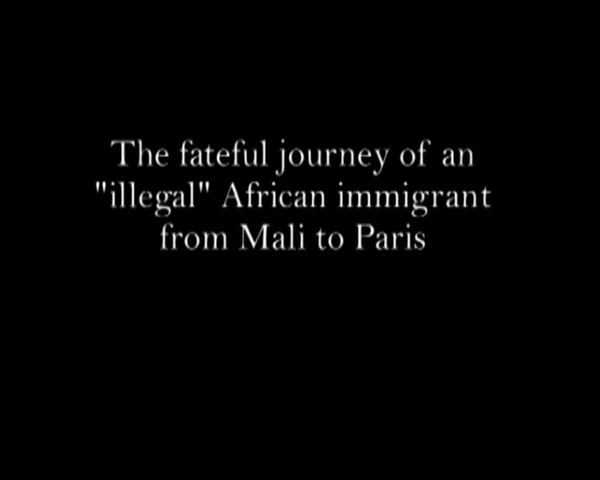 The fateful journey of an
"illegal" African immigrant
from Mali to Paris